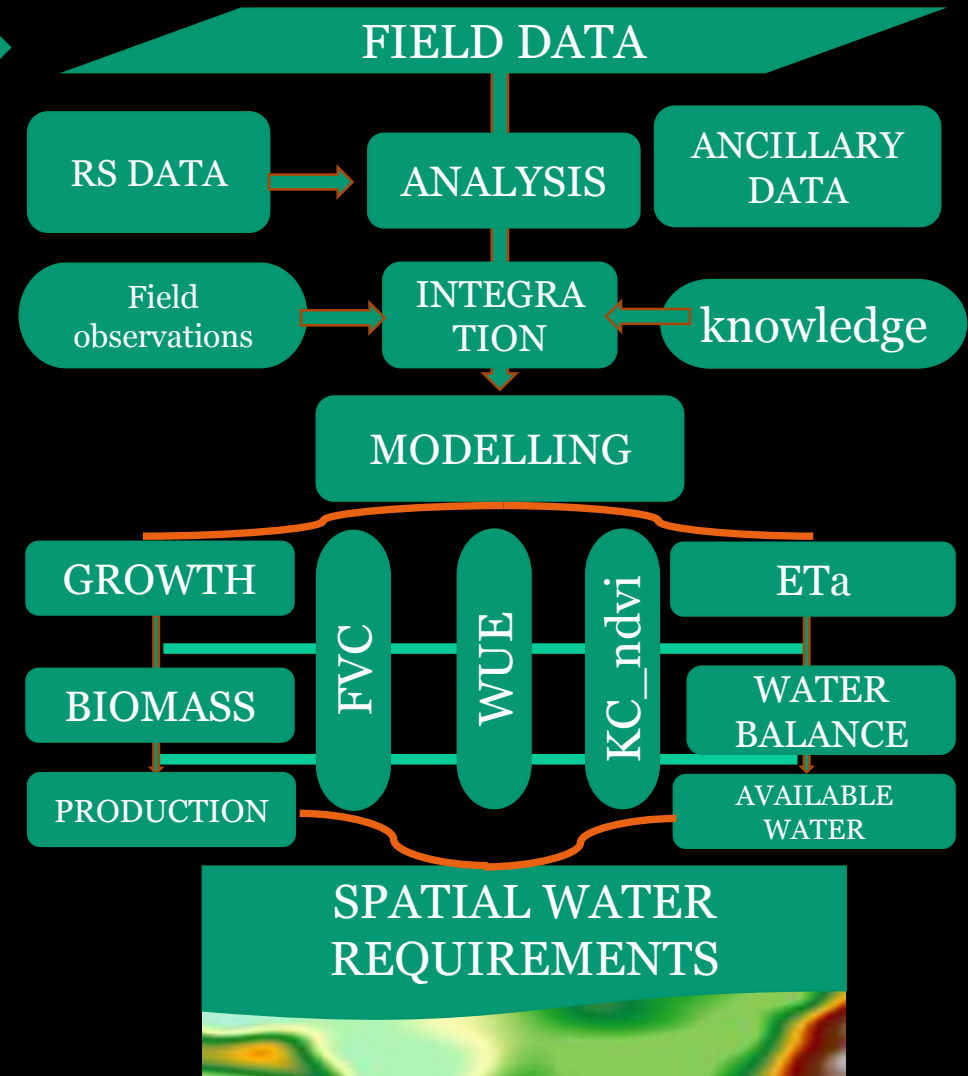 FIELD DATA
RS DATA
ANALYSIS
ANCILLARY
DATA
Field
observations
INTEGRA
TION
knowledge
MODELLING
GROWTH
FVC
WUE
KC_ndvi
ETa
BIOMASS
WATER
BALANCE
PRODUCTION
AVAILABLE
WATER
SPATIAL WATER
REQUIREMENTS